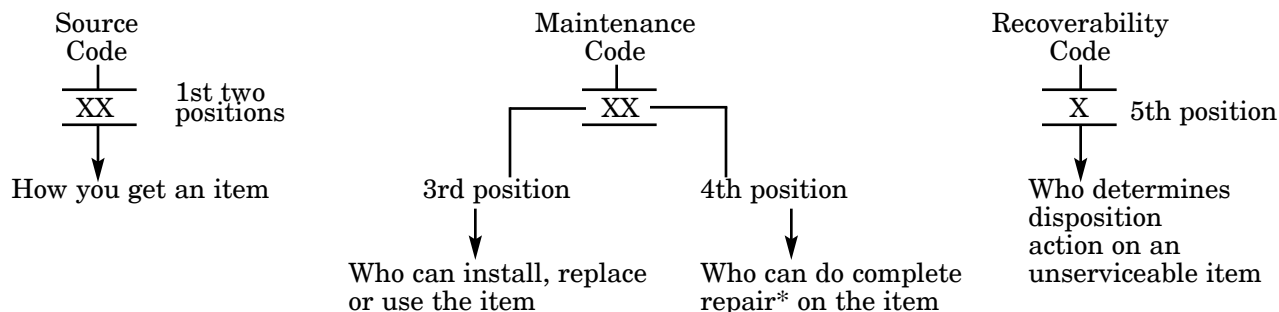 Source
Code
XX
1st two
positions
How you get an item
Maintenance
Code
XX
3rd position
Who can install, replace
or use the item
4th position
Who can do complete
repair* on the item
Recoverability
Code
X
5th position
Who determines
disposition
action on an
unserviceable item